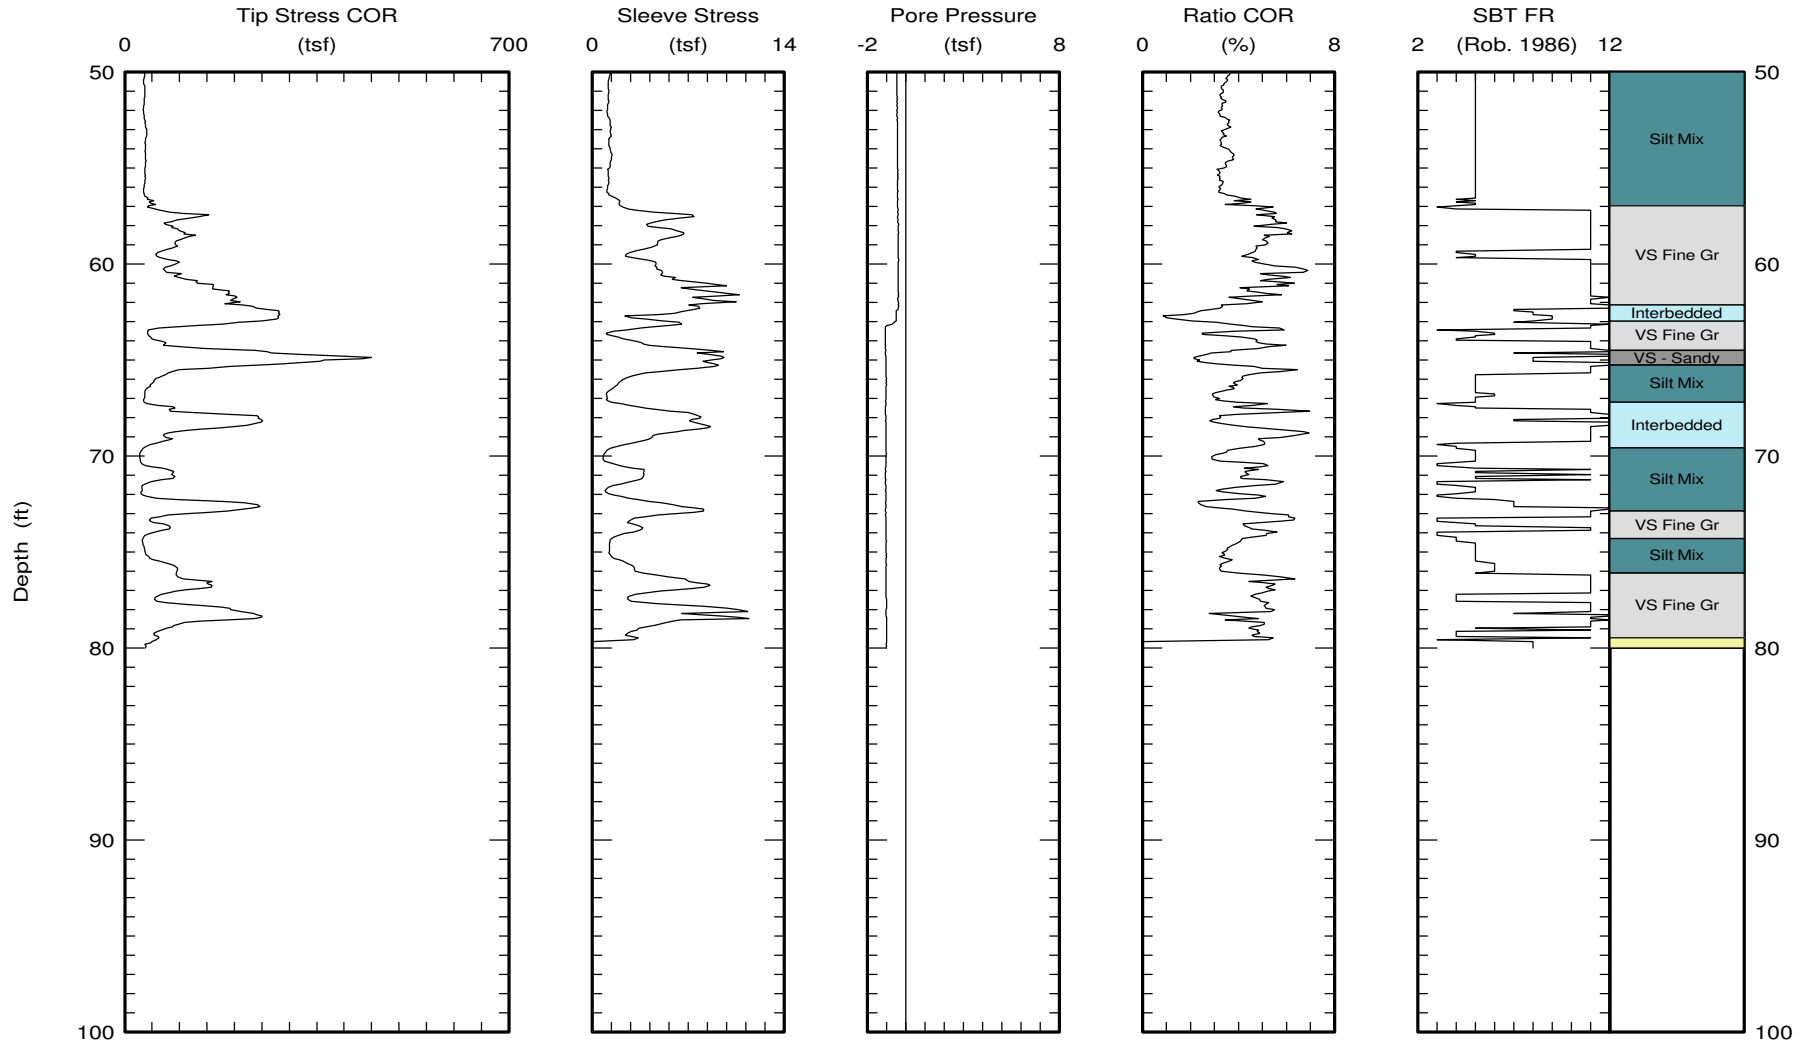 Tip Stress COR
Sleeve Stress
Pore Pressure
Ratio COR
SBT FR
0 (tsf) 700
0 (tsf) 14
-2 (tsf) 8
0 (%) 8
2 (Rob. 1986) 12
50 50
Silt Mix
VS Fine Gr
60 60
Interbedded
VS Fine Gr
VS - Sandy
Silt Mix
Interbedded
70 70
Silt Mix
VS Fine Gr
Silt Mix
VS Fine Gr
Depth (ft)
80 80
90 90
100 100